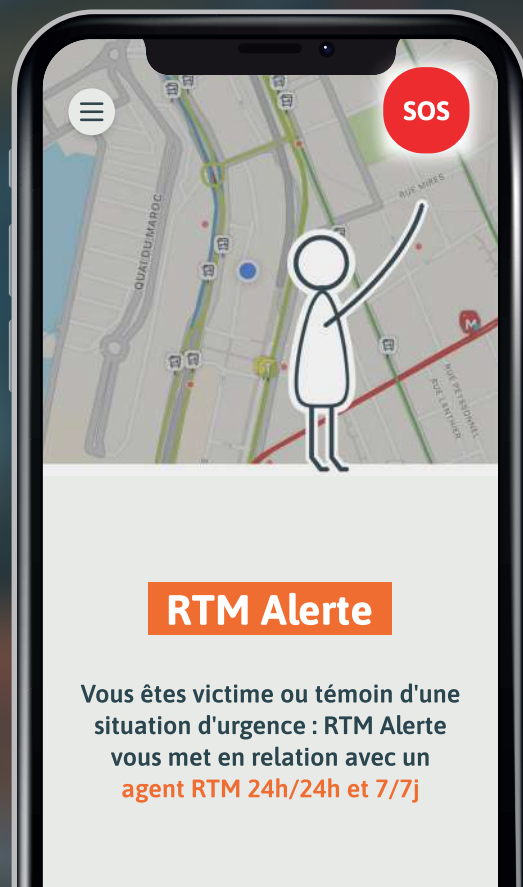 SOS
RUE MIRES
QUAI DU MAROC
M
T
RUE PEYSSONNEL
RUE LANTHIER
RTM Alerte
Vous êtes victime ou témoin d'une
situation d'urgence : RTM Alerte
vous met en relation avec un
agent RTM 24h/24h et 7/7j